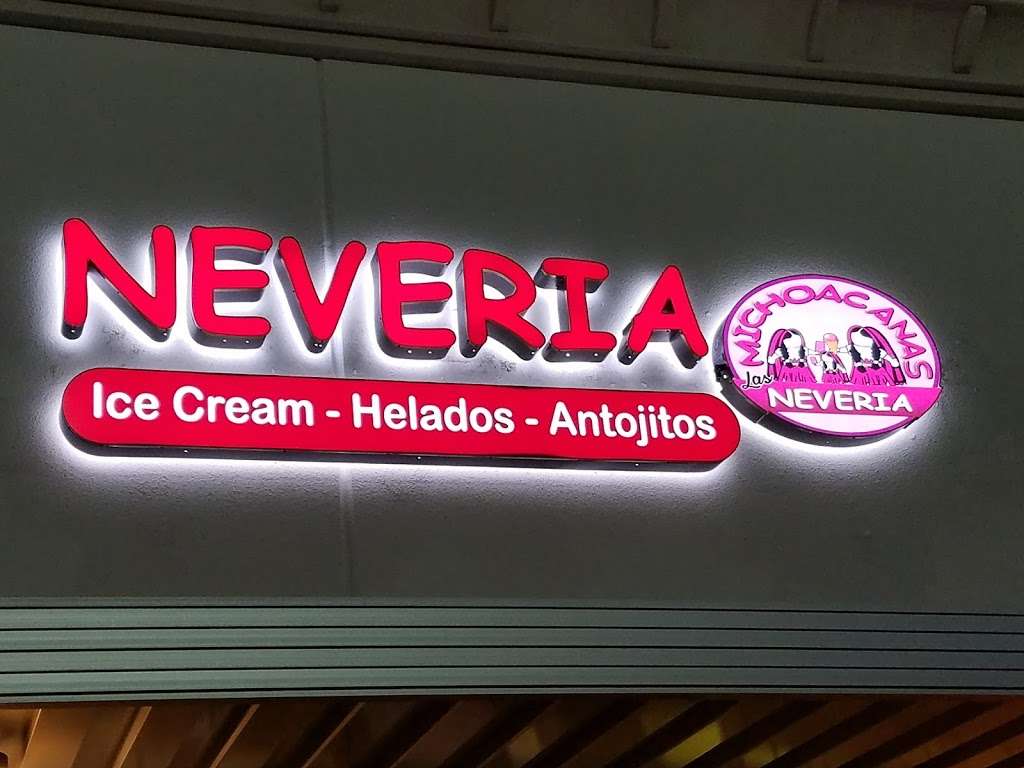 NEVERIA
Ice Cream - Helados - Antojitos
Las
MICHOACANAS
NEVERIA